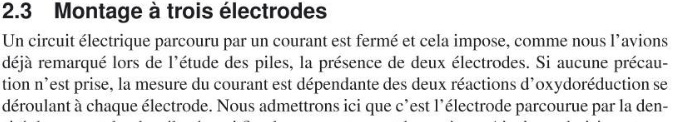 2.3 Montage à trois électrodes
Un circuit électrique parcouru par un courant est fermé et cela impose, comme nous l'avions
déjà remarqué lors de l'étude des piles, la présence de deux électrodes. Si aucune précau-
tion n'est prise, la mesure du courant est dépendante des deux réactions d'oxydoréduction se
déroulant à chaque électrode. Nous admettrons ici que c'est l'électrode parcourue par la den-